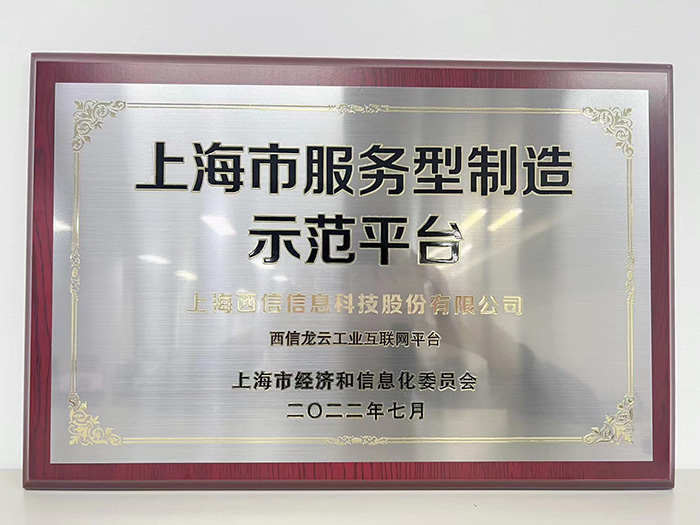 上海市服务型制造
示范平台
上海西信信息科技股份有限公司
西信龙云工业互联网平台
上海市经济和信息化委员会
二〇二二年七月